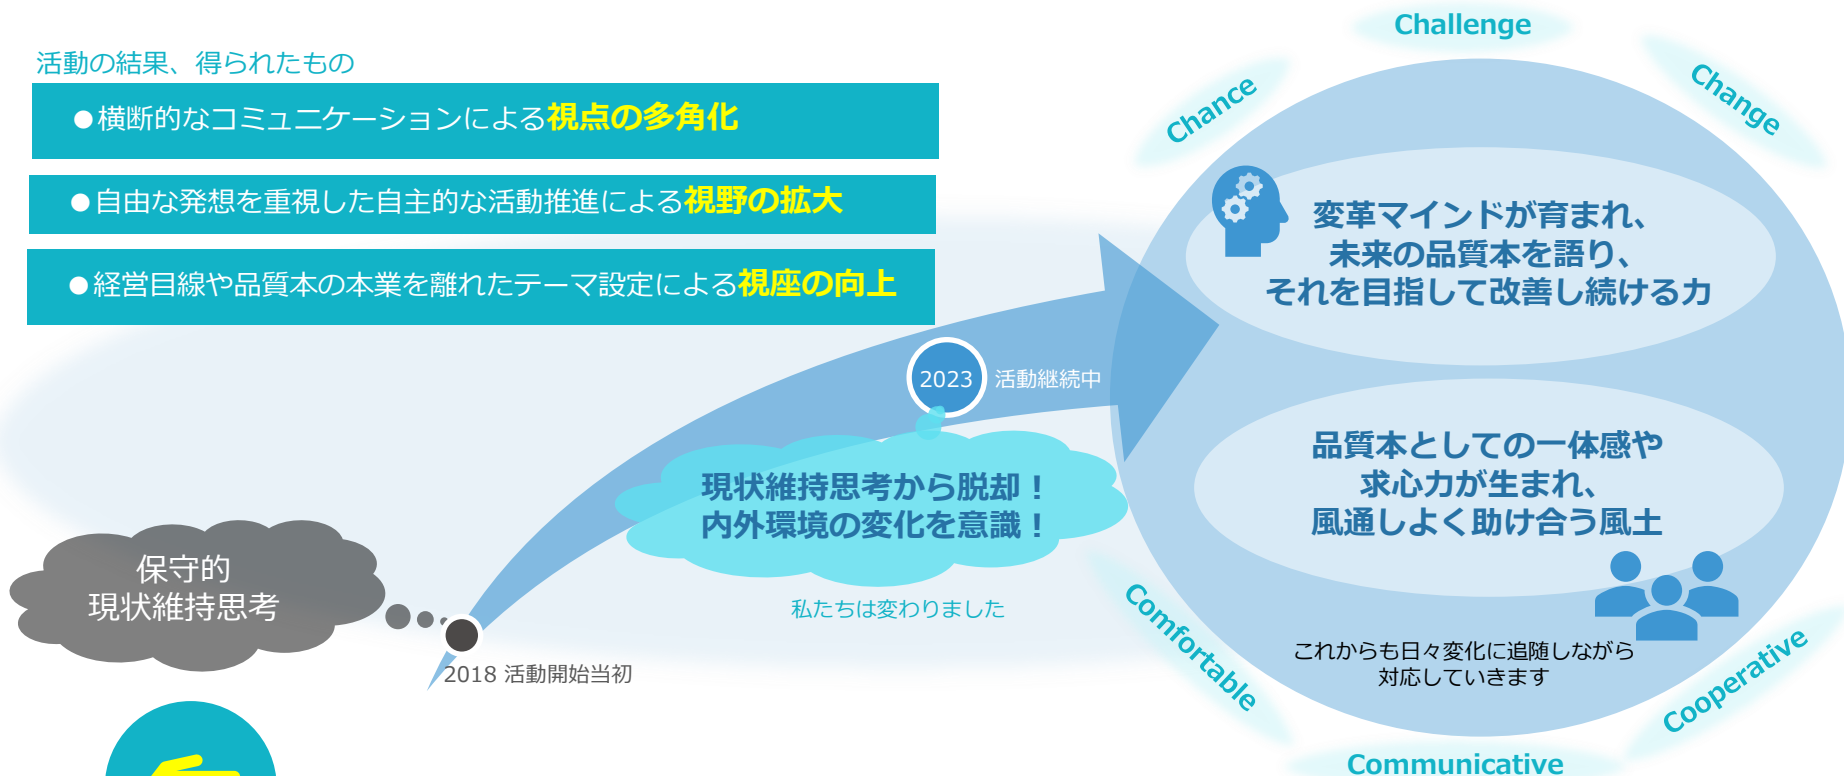 活動の結果、得られたもの
●横断的なコミュニケーションによる視点の多角化
●自由な発想を重視した自主的な活動推進による視野の拡大
●経営目線や品質本の本業を離れたテーマ設定による視座の向上
保守的
現状維持思考
2018 活動開始当初
2023 活動継続中
現状維持思考から脱却！
内外環境の変化を意識！
私たちは変わりました
Chance
Challenge
Change
変革マインドが育まれ、
未来の品質本を語り、
それを目指して改善し続ける力
品質本としての一体感や
求心力が生まれ、
風通しよく助け合う風土
これからも日々変化に追随しながら
対応していきます
Comfortable
Communicative
Cooperative